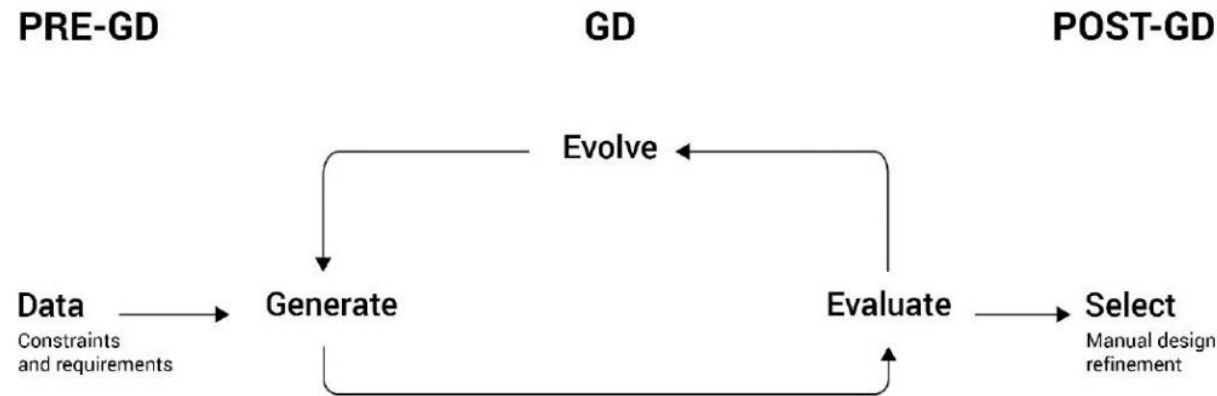 PRE-GD
GD
POST-GD
Evolve
Data
Constraints
and requirements
Generate
Evaluate
Select
Manual design
refinement